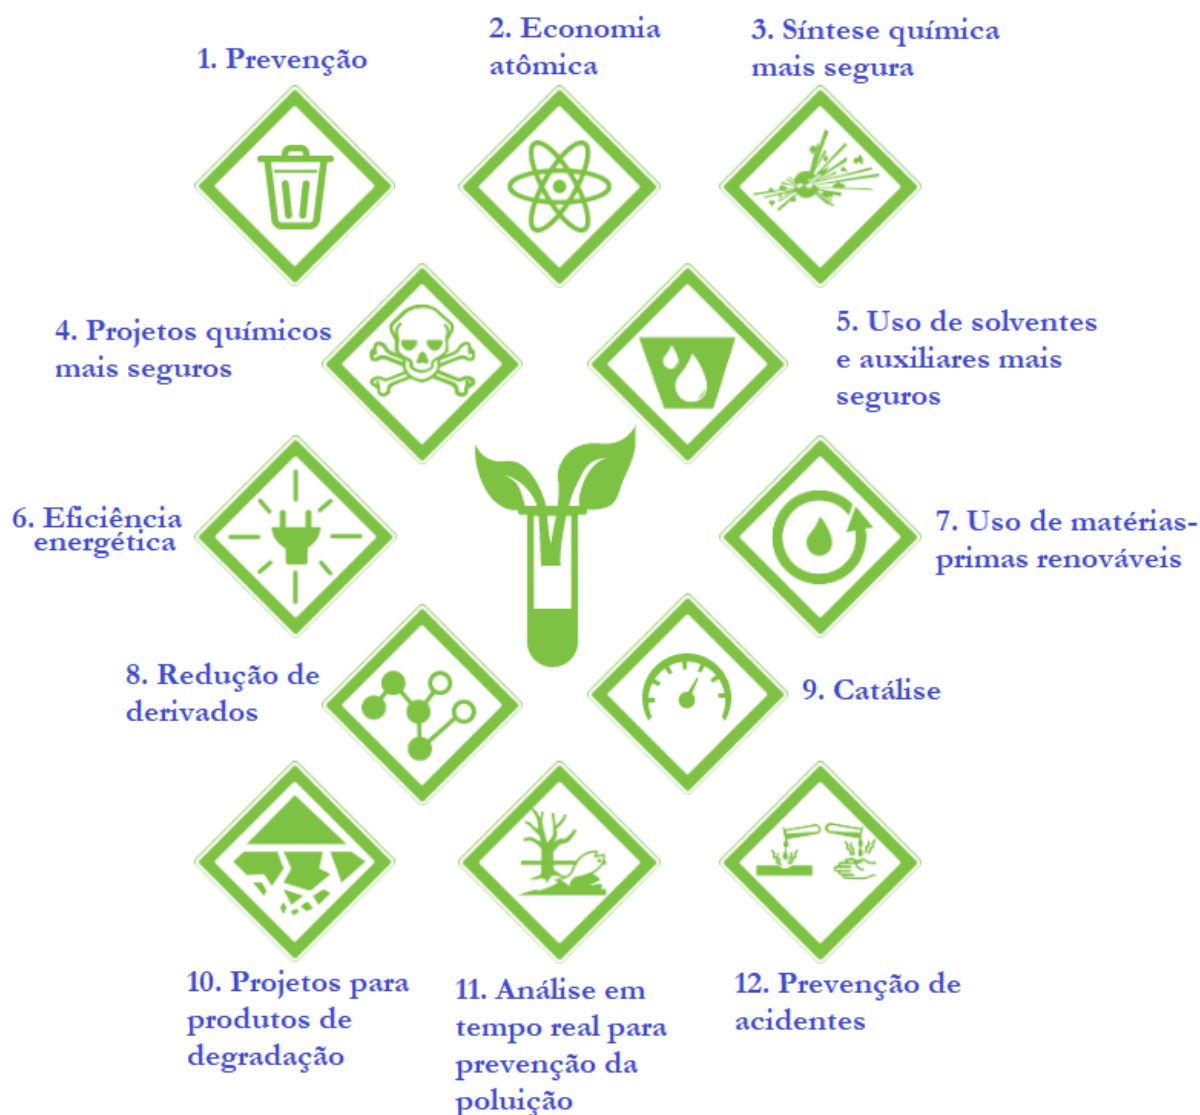 1. Prevenção
2. Economia
atômica
3. Síntese química
mais segura
4. Projetos químicos
mais seguros
5. Uso de solventes
e auxiliares mais
seguros
6. Eficiência
energética
7. Uso de matérias-
primas renováveis
8. Redução de
derivados
9. Catálise
10. Projetos para
produtos de
degradação
11. Análise em
tempo real para
prevenção da
poluição
12. Prevenção de
acidentes